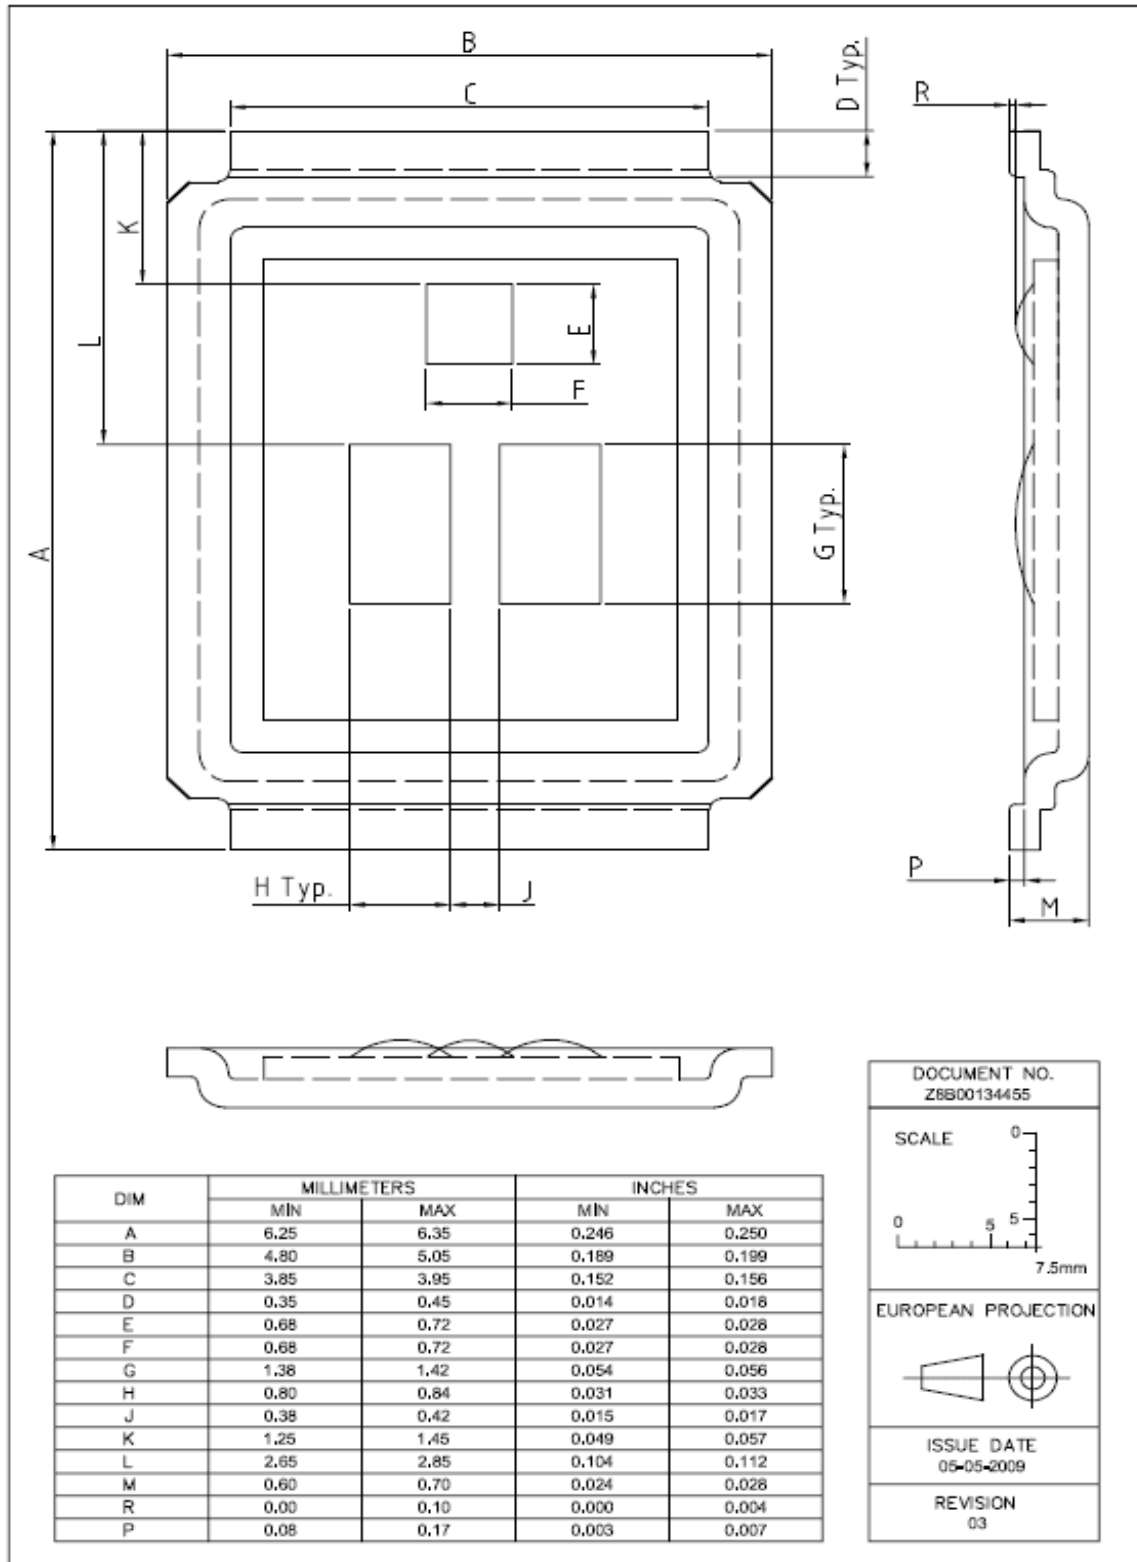 B
C
D Typ.
R
K
L
E
F
A
G Typ.
H Typ.
J
P
M
DIM MILLIMETERS INCHES
MIN MAX MIN MAX
A 6.25 6.35 0.246 0.250
B 4.80 5.05 0.189 0.199
C 3.85 3.95 0.152 0.156
D 0.35 0.45 0.014 0.018
E 0.68 0.72 0.027 0.028
F 0.68 0.72 0.027 0.028
G 1.38 1.42 0.054 0.056
H 0.80 0.84 0.031 0.033
J 0.38 0.42 0.015 0.017
K 1.25 1.45 0.049 0.057
L 2.65 2.85 0.104 0.112
M 0.60 0.70 0.024 0.028
R 0.00 0.10 0.000 0.004
P 0.08 0.17 0.003 0.007
DOCUMENT NO.
Z8B00134455
SCALE 0
0 5 5
7.5mm
EUROPEAN PROJECTION
ISSUE DATE
05-05-2009
REVISION
03